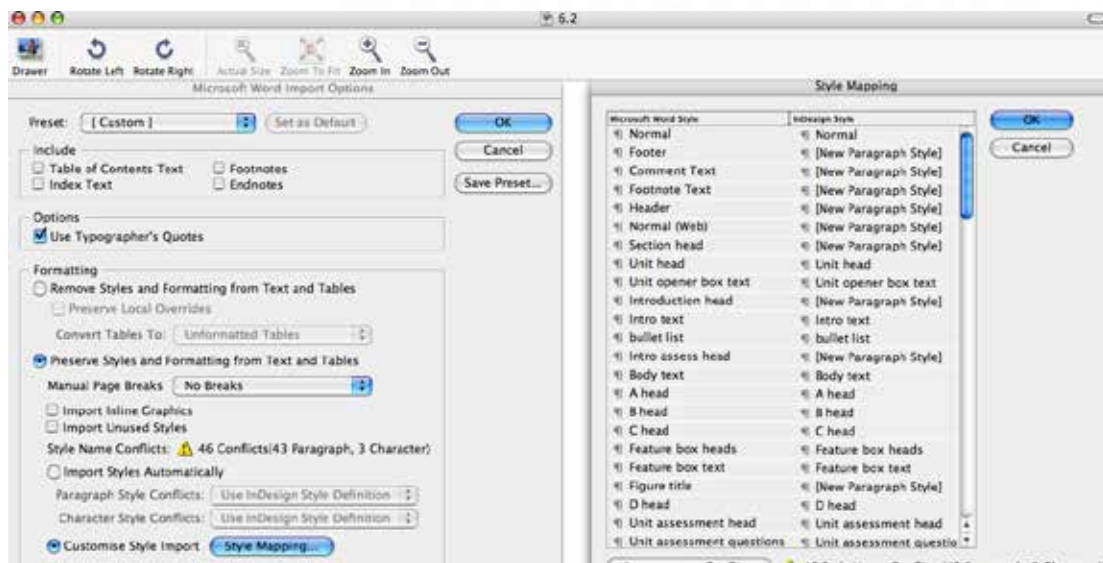 6.2
Drawer Rotate Left Rotate Right Actual Size Zoom To Fit Zoom In Zoom Out
Microsoft Word Import Options
Preset: [ Custom ] Set as Default OK
Include Cancel
Table of Contents Text Footnotes
Index Text Endnotes Save Preset...
Options
Use Typographer's Quotes
Formatting
Remove Styles and Formatting from Text and Tables
Preserve Local Overrides
Convert Tables To: Unformatted Tables
Preserve Styles and Formatting from Text and Tables
Manual Page Breaks No Breaks
Import Inline Graphics
Import Unused Styles
Style Name Conflicts: 46 Conflicts(43 Paragraph, 3 Character)
Import Styles Automatically
Paragraph Style Conflicts: Use InDesign Style Definition
Character Style Conflicts: Use InDesign Style Definition
Customise Style Import Style Mapping...
Style Mapping
Microsoft Word Style InDesign Style OK
¶ Normal ¶ Normal Cancel
¶ Footer ¶ [New Paragraph Style]
¶ Comment Text ¶ [New Paragraph Style]
¶ Footnote Text ¶ [New Paragraph Style]
¶ Header ¶ [New Paragraph Style]
¶ Normal (Web) ¶ [New Paragraph Style]
¶ Section head ¶ [New Paragraph Style]
¶ Unit head ¶ Unit head
¶ Unit opener box text ¶ Unit opener box text
¶ Introduction head ¶ [New Paragraph Style]
¶ Intro text ¶ Intro text
¶ bullet list ¶ bullet list
¶ Intro assess head ¶ [New Paragraph Style]
¶ Body text ¶ Body text
¶ A head ¶ A head
¶ B head ¶ B head
¶ C head ¶ C head
¶ Feature box heads ¶ Feature box heads
¶ Feature box text ¶ Feature box text
¶ Figure title ¶ [New Paragraph Style]
¶ D head ¶ D head
¶ Unit assessment head ¶ Unit assessment head
¶ Unit assessment questions ¶ Unit assessment questio